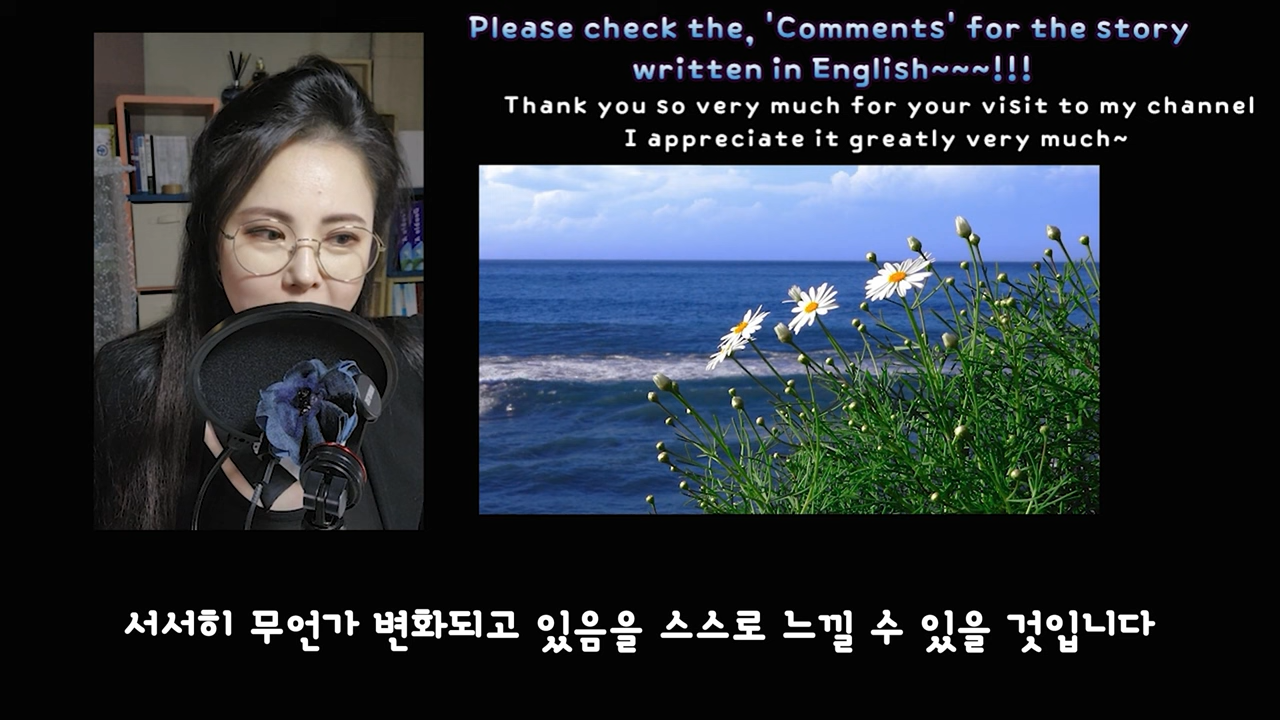 Please check the, 'Comments' for the story
written in English~~~!!!
Thank you so very much for your visit to my channel
I appreciate it greatly very much~
서서히 무언가 변화되고 있음을 스스로 느낄 수 있을 것입니다